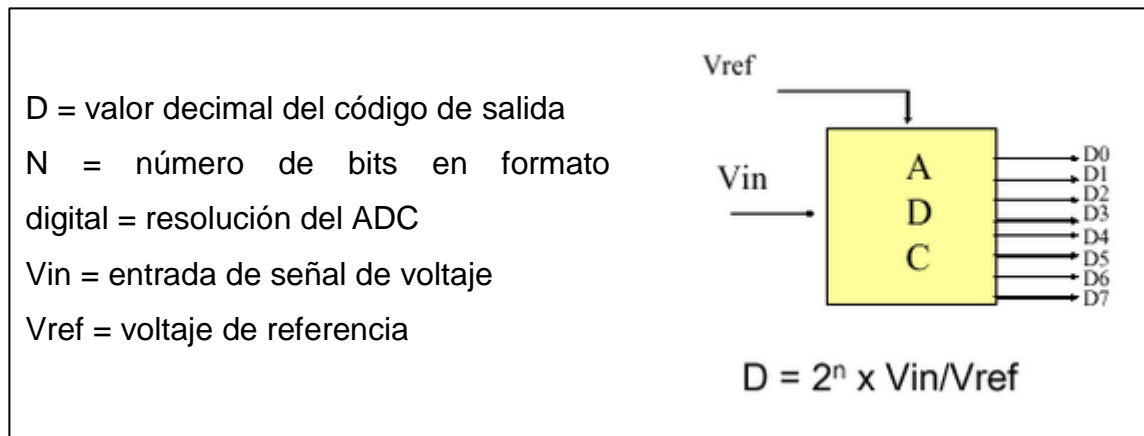 D = valor decimal del código de salida
N = número de bits en formato
digital = resolución del ADC
Vin = entrada de señal de voltaje
Vref = voltaje de referencia
Vref
Vin
A
D
C
D0
D1
D2
D3
D4
D5
D6
D7
D = 2ⁿ x Vin/Vref